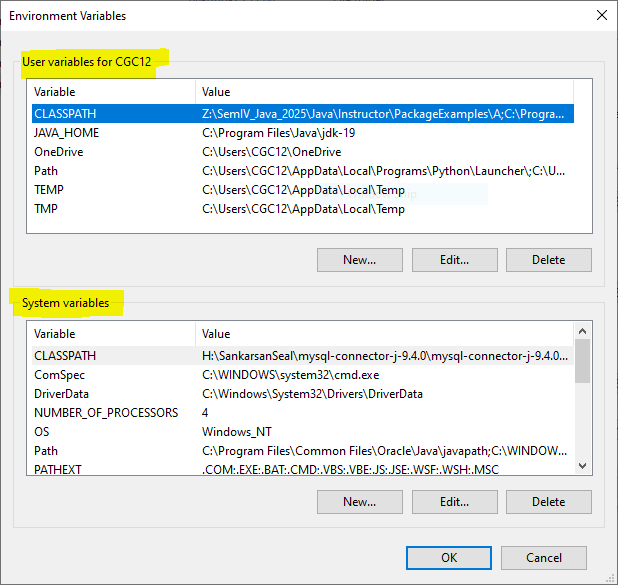 Environment Variables
User variables for CGC12
Variable Value
CLASSPATH Z:\SemIV_Java_2025\Java\Instructor\PackageExamples\A;C:\Progra...
JAVA_HOME C:\Program Files\Java\jdk-19
OneDrive C:\Users\CGC12\OneDrive
Path C:\Users\CGC12\AppData\Local\Programs\Python\Launcher\;C:\U...
TEMP C:\Users\CGC12\AppData\Local\Temp
TMP C:\Users\CGC12\AppData\Local\Temp
New... Edit... Delete
System variables
Variable Value
CLASSPATH H:\SankarsanSeal\mysql-connector-j-9.4.0\mysql-connector-j-9.4.0...
ComSpec C:\WINDOWS\system32\cmd.exe
DriverData C:\Windows\System32\Drivers\DriverData
NUMBER_OF_PROCESSORS 4
OS Windows_NT
Path C:\Program Files\Common Files\Oracle\Java\javapath;C:\WINDOW...
PATHEXT .COM;.EXE;.BAT;.CMD;.VBS;.VBE;.JS;.JSE;.WSF;.WSH;.MSC
New... Edit... Delete
OK Cancel